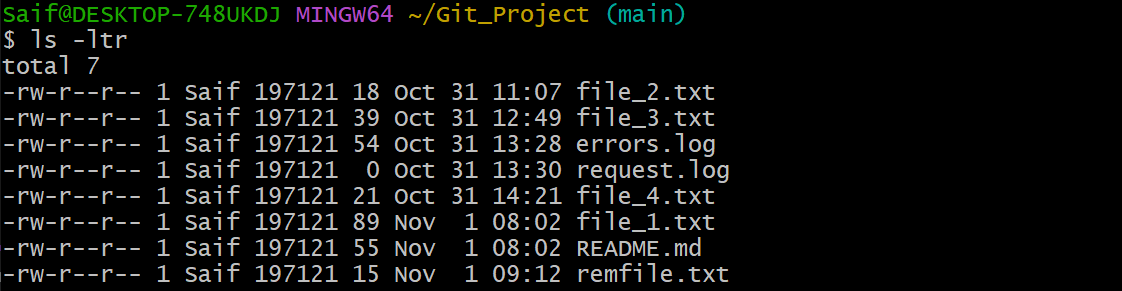 Saif@DESKTOP-748UKDJ MINGW64 ~/Git_Project (main)
$ ls -ltr
total 7
-rw-r--r-- 1 Saif 197121 18 Oct 31 11:07 file_2.txt
-rw-r--r-- 1 Saif 197121 39 Oct 31 12:49 file_3.txt
-rw-r--r-- 1 Saif 197121 54 Oct 31 13:28 errors.log
-rw-r--r-- 1 Saif 197121  0 Oct 31 13:30 request.log
-rw-r--r-- 1 Saif 197121 21 Oct 31 14:21 file_4.txt
-rw-r--r-- 1 Saif 197121 89 Nov  1 08:02 file_1.txt
-rw-r--r-- 1 Saif 197121 55 Nov  1 08:02 README.md
-rw-r--r-- 1 Saif 197121 15 Nov  1 09:12 remfile.txt